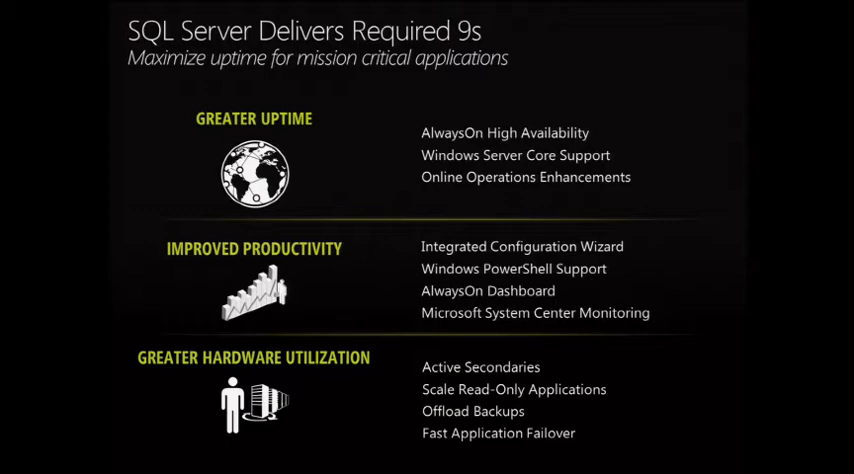 SQL Server Delivers Required 9s
Maximize uptime for mission critical applications
GREATER UPTIME
AlwaysOn High Availability
Windows Server Core Support
Online Operations Enhancements
IMPROVED PRODUCTIVITY
Integrated Configuration Wizard
Windows PowerShell Support
AlwaysOn Dashboard
Microsoft System Center Monitoring
GREATER HARDWARE UTILIZATION
Active Secondaries
Scale Read-Only Applications
Offload Backups
Fast Application Failover